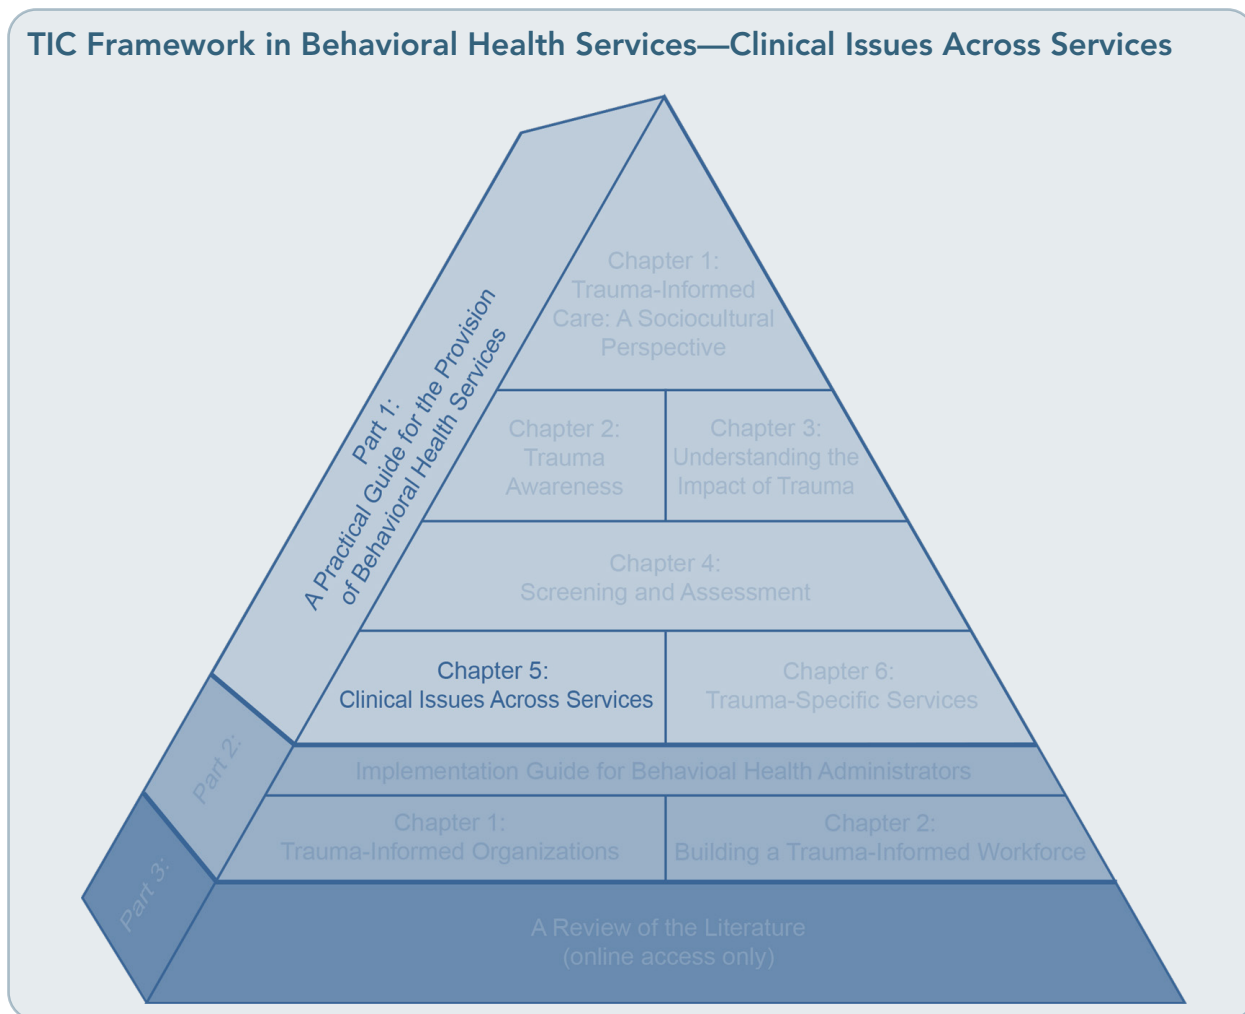 TIC Framework in Behavioral Health Services—Clinical Issues Across Services
Part 1:
A Practical Guide for the Provision
of Behavioral Health Services
Chapter 1:
Trauma-Informed
Care: A Sociocultural
Perspective
Chapter 2:
Trauma
Awareness
Chapter 3:
Understanding the
Impact of Trauma
Chapter 4:
Screening and Assessment
Chapter 5:
Clinical Issues Across Services
Chapter 6:
Trauma-Specific Services
Part 2:
Implementation Guide for Behavioal Health Administrators
Chapter 1:
Trauma-Informed Organizations
Chapter 2:
Building a Trauma-Informed Workforce
Part 3:
A Review of the Literature
(online access only)